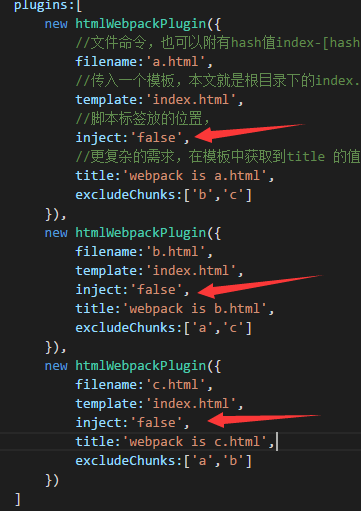 plugins:[
new htmlWebpackPlugin({
//文件命令，也可以附有hash值index-[hash
filename:'a.html',
//传入一个模板，本文就是根目录下的index.
template:'index.html',
//脚本标签放的位置，
inject:'false',
//更复杂的需求，在模板中获取到title 的值
title:'webpack is a.html',
excludeChunks:['b','c']
}),
new htmlWebpackPlugin({
filename:'b.html',
template:'index.html',
inject:'false',
title:'webpack is b.html',
excludeChunks:['a','c']
}),
new htmlWebpackPlugin({
filename:'c.html',
template:'index.html',
inject:'false',
title:'webpack is c.html',
excludeChunks:['a','b']
})
]